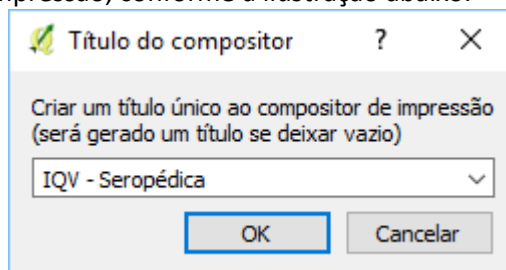 impressão, conforme a ilustração abaixo.
Título do compositor ? ×
Criar um título único ao compositor de impressão
(será gerado um título se deixar vazio)
IQV - Seropédica
OK Cancelar